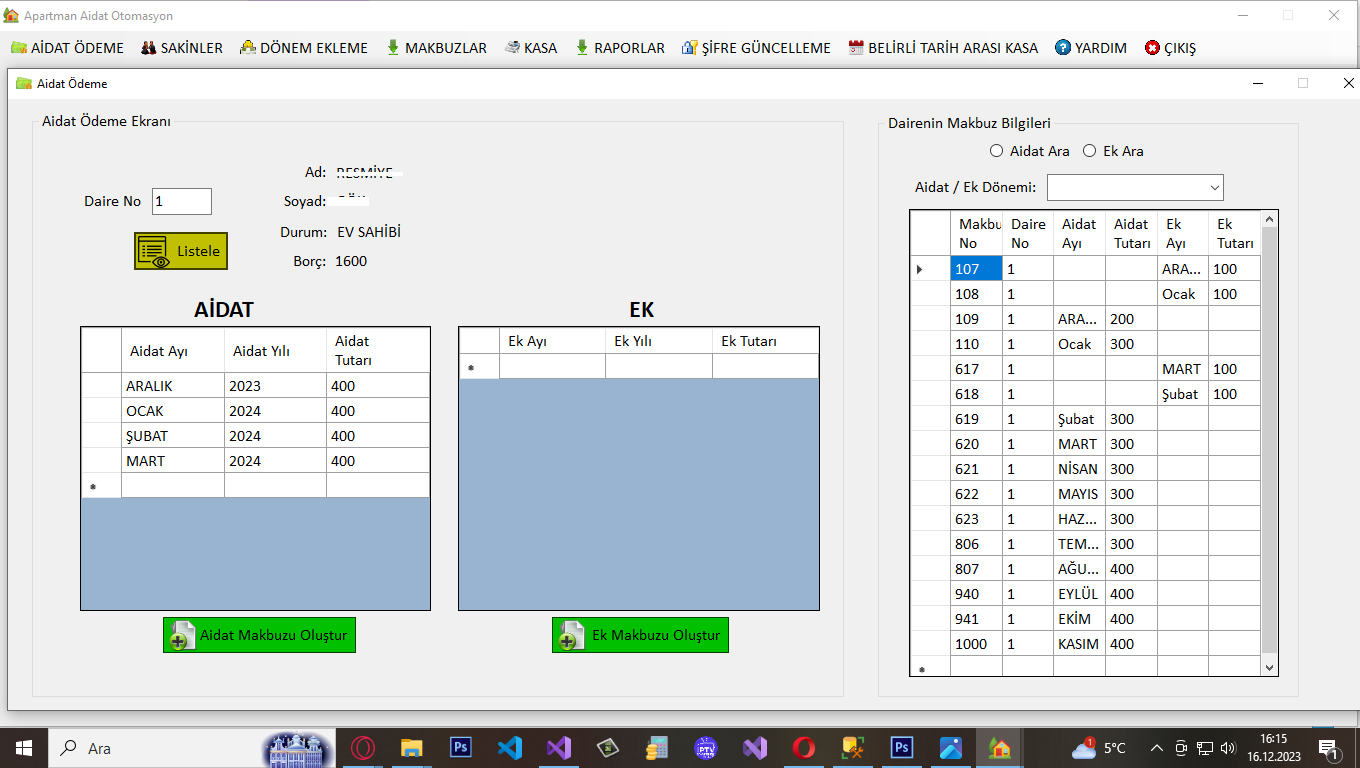 Apartman Aidat Otomasyon
AİDAT ÖDEME SAKİNLER DÖNEM EKLEME MAKBUZLAR KASA RAPORLAR ŞİFRE GÜNCELLEME BELİRLİ TARİH ARASI KASA YARDIM ÇIKIŞ
Aidat Ödeme
Aidat Ödeme Ekranı
Ad: RESMİYE
Daire No 1
Soyad:
Durum: EV SAHİBİ
Listele
Borç: 1600
AİDAT
Aidat Ayı Aidat Yılı Aidat Tutarı
ARALIK 2023 400
OCAK 2024 400
ŞUBAT 2024 400
MART 2024 400
Aidat Makbuzu Oluştur
EK
Ek Ayı Ek Yılı Ek Tutarı
Ek Makbuzu Oluştur
Dairenin Makbuz Bilgileri
Aidat Ara Ek Ara
Aidat / Ek Dönemi:
Makbu No Daire No Aidat Ayı Aidat Tutarı Ek Ayı Ek Tutarı
107 1 ARA... 100
108 1 Ocak 100
109 1 ARA... 200
110 1 Ocak 300
617 1 MART 100
618 1 Şubat 100
619 1 Şubat 300
620 1 MART 300
621 1 NİSAN 300
622 1 MAYIS 300
623 1 HAZ... 300
806 1 TEM... 300
807 1 AĞU... 400
940 1 EYLÜL 400
941 1 EKİM 400
1000 1 KASIM 400
Ara
Ps
IPTV
Ps
1
5°C
16:15
16.12.2023
1